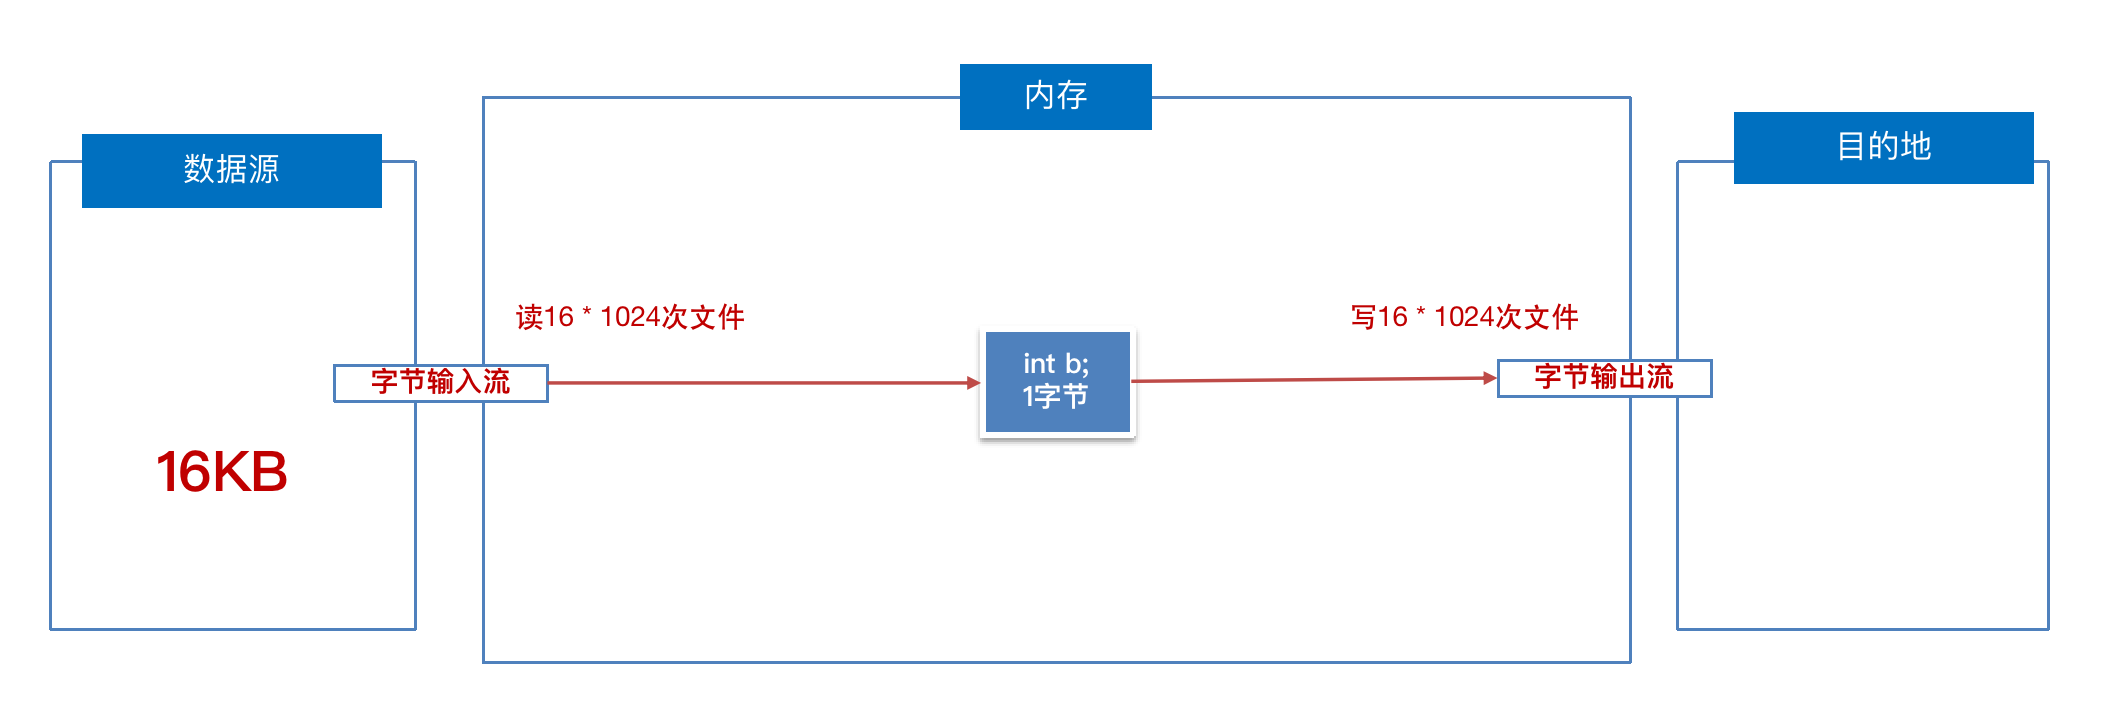 内存
数据源
目的地
读16 * 1024次文件
写16 * 1024次文件
字节输入流
int b;
1字节
字节输出流
16KB